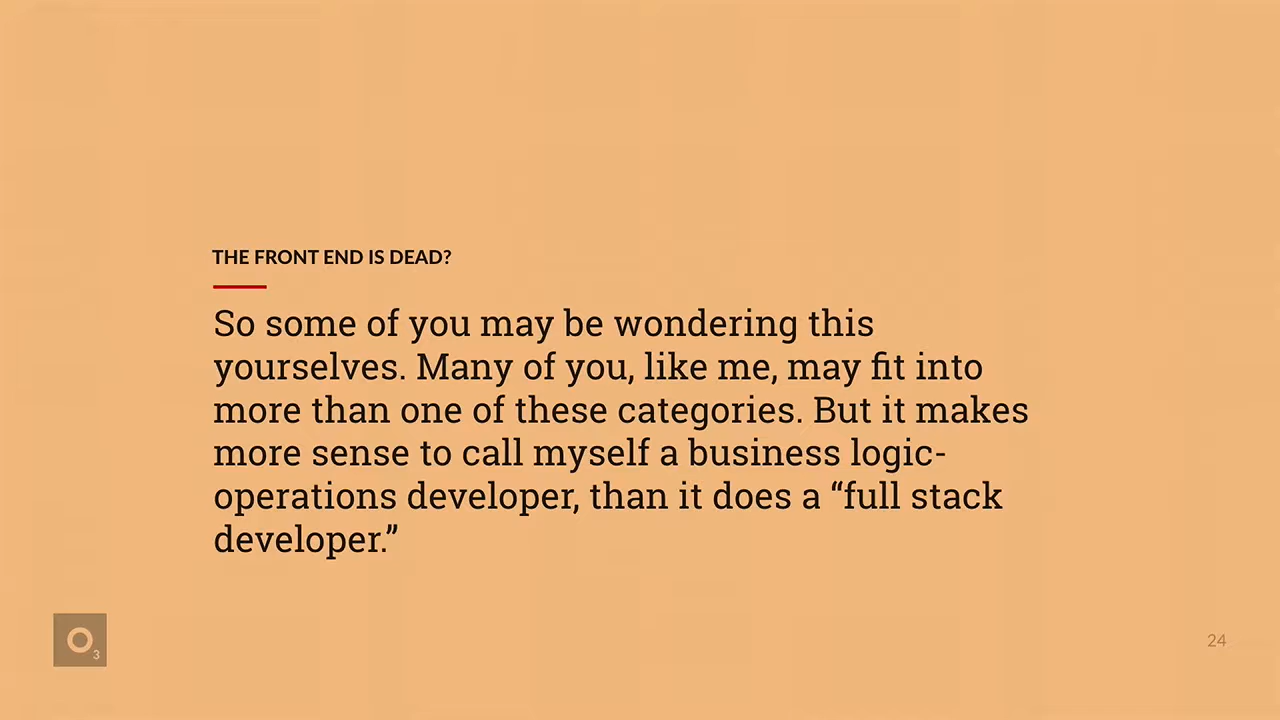 THE FRONT END IS DEAD?
So some of you may be wondering this
yourselves. Many of you, like me, may fit into
more than one of these categories. But it makes
more sense to call myself a business logic-
operations developer, than it does a “full stack
developer.”
O3
24